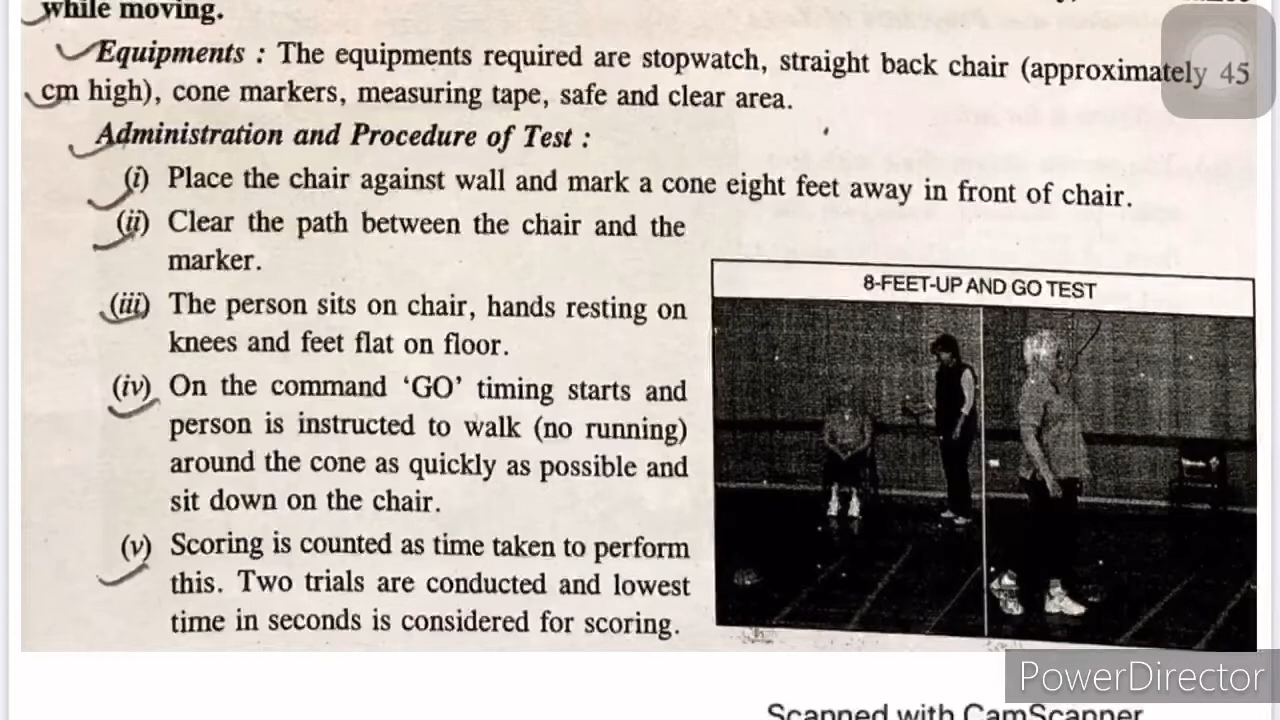 while moving.
Equipments : The equipments required are stopwatch, straight back chair (approximately 45
cm high), cone markers, measuring tape, safe and clear area.
Administration and Procedure of Test :
(i) Place the chair against wall and mark a cone eight feet away in front of chair.
(ii) Clear the path between the chair and the
marker.
(iii) The person sits on chair, hands resting on
knees and feet flat on floor.
(iv) On the command ‘GO’ timing starts and
person is instructed to walk (no running)
around the cone as quickly as possible and
sit down on the chair.
(v) Scoring is counted as time taken to perform
this. Two trials are conducted and lowest
time in seconds is considered for scoring.
8-FEET-UP AND GO TEST
PowerDirector
Scanned with CamScanner